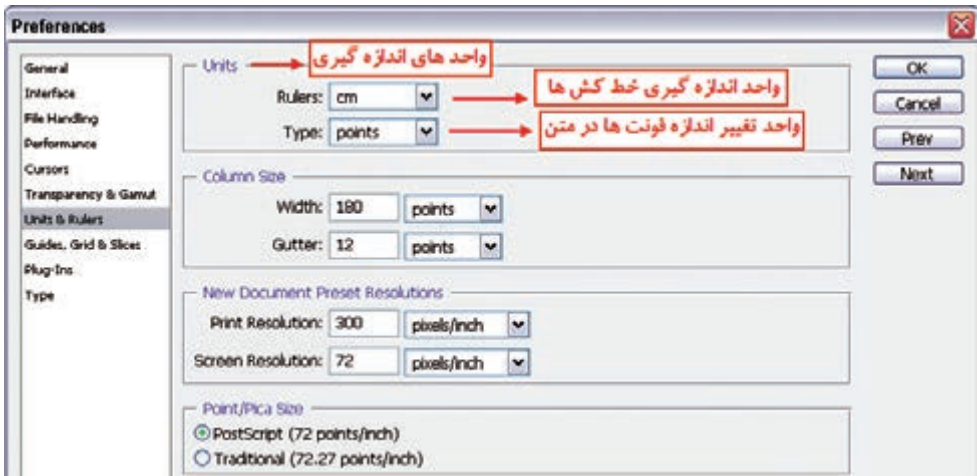 Preferences
General
Interface
File Handling
Performance
Cursors
Transparency & Gamut
Units & Rulers
Guides, Grid & Slices
Plug-Ins
Type
Units
واحد های اندازه گیری
Rulers: cm
واحد اندازه گیری خط کش ها
Type: points
واحد تغییر اندازه فونت ها در متن
Column Size
Width: 180 points
Gutter: 12 points
New Document Preset Resolutions
Print Resolution: 300 pixels/inch
Screen Resolution: 72 pixels/inch
Point/Pica Size
PostScript (72 points/inch)
Traditional (72.27 points/inch)
OK
Cancel
Prev
Next